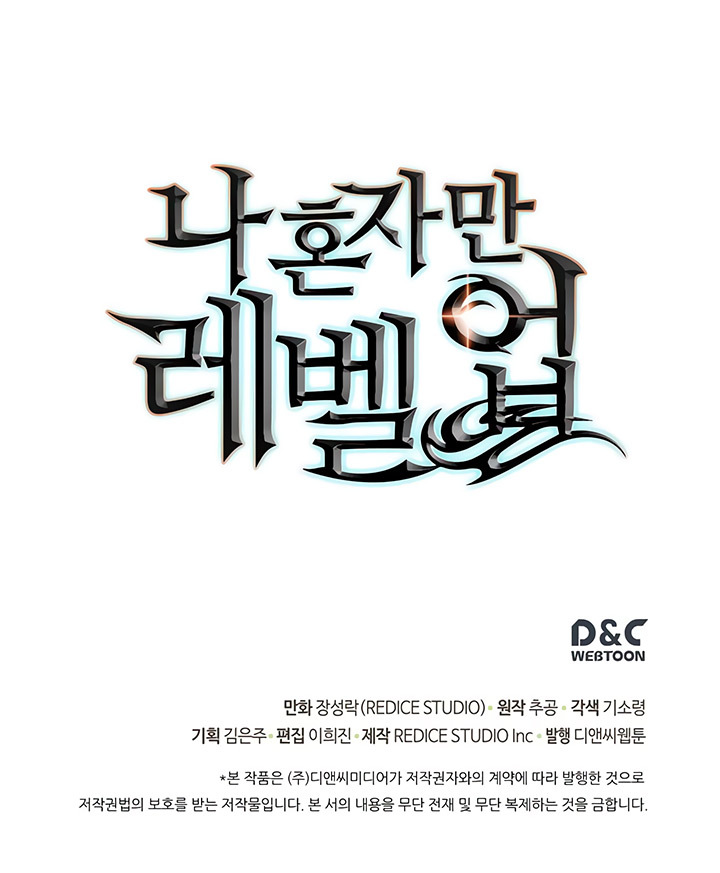 나 혼자만
레벨업
D&C
WEBTOON
만화 장성락(REDICE STUDIO) • 원작 추공 • 각색 기소령
기획 김은주 • 편집 이희진 • 제작 REDICE STUDIO Inc • 발행 디앤씨웹툰
*본 작품은 (주)디앤씨미디어가 저작권자와의 계약에 따라 발행한 것으로
저작권법의 보호를 받는 저작물입니다. 본 서의 내용을 무단 전재 및 무단 복제하는 것을 금합니다.